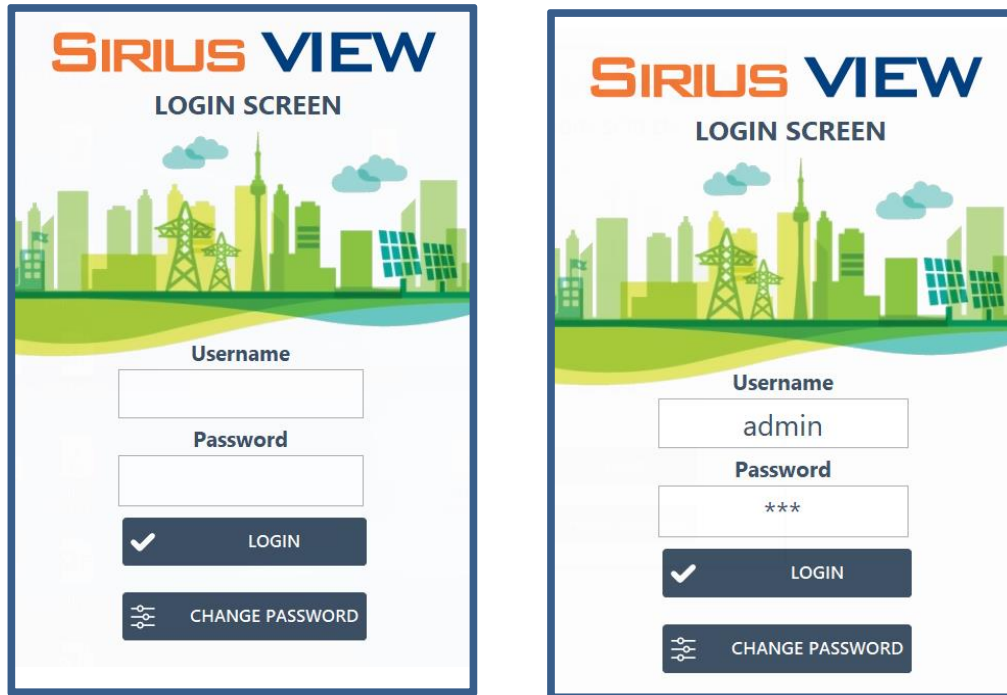 SIRIUS VIEW
LOGIN SCREEN
Username
Password
LOGIN
CHANGE PASSWORD
SIRIUS VIEW
LOGIN SCREEN
Username
admin
Password
***
LOGIN
CHANGE PASSWORD